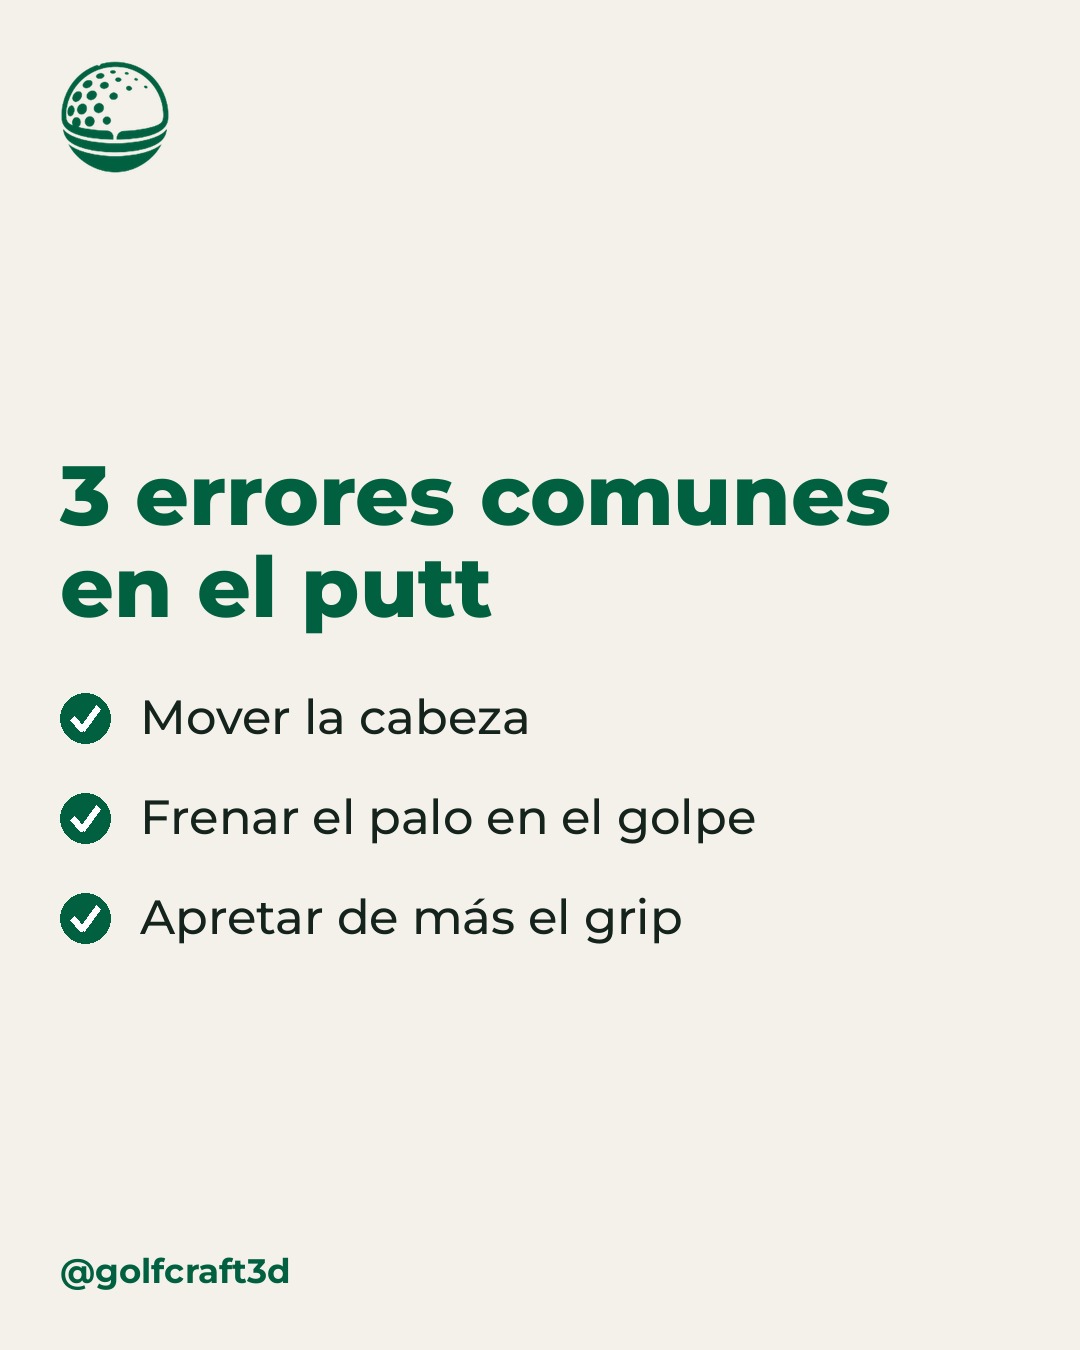 3 errores comunes
en el putt
Mover la cabeza
Frenar el palo en el golpe
Apretar de más el grip
@golfcraft3d